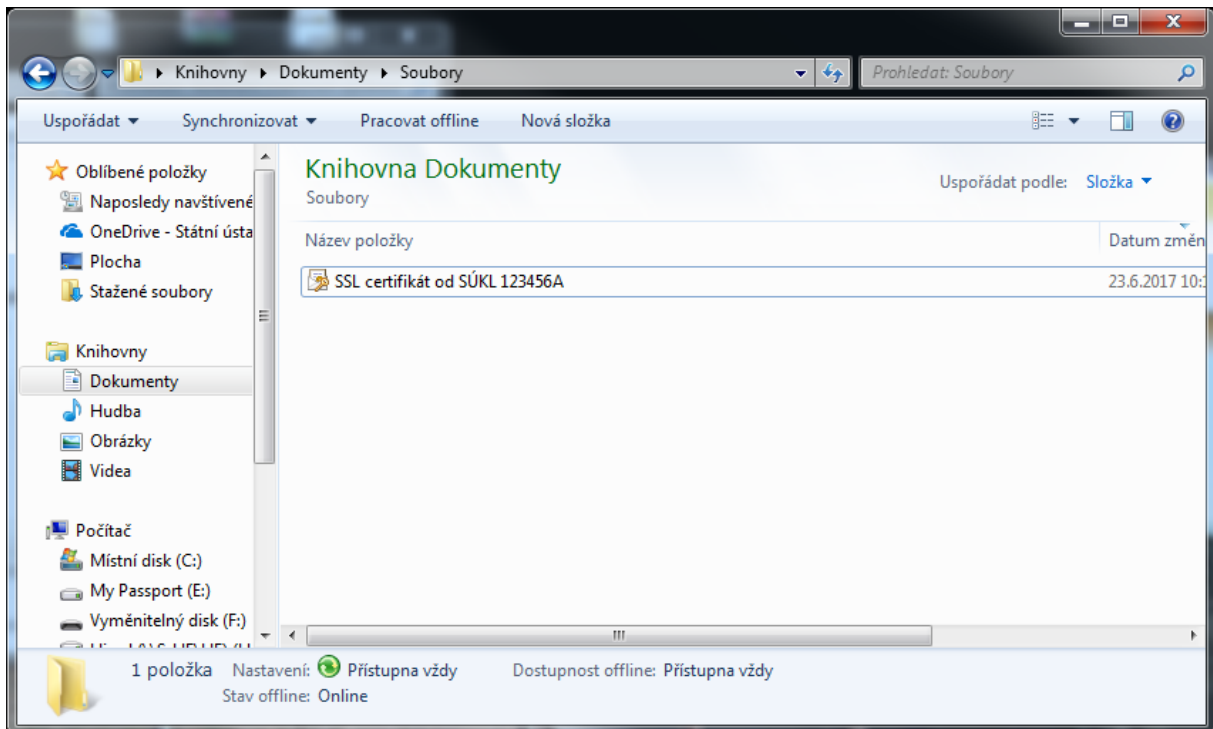 Knihovny Dokumenty Soubory
Prohledat: Soubory
Uspořádat Synchronizovat Pracovat offline Nová složka
Oblíbené položky
Naposledy navštívené
OneDrive - Státní ústa
Plocha
Stažené soubory
Knihovny
Dokumenty
Hudba
Obrázky
Videa
Počítač
Místní disk (C:)
My Passport (E:)
Vyměnitelný disk (F:)
Knihovna Dokumenty
Soubory
Uspořádat podle: Složka
Název položky Datum změn
SSL certifikát od SÚKL 123456A 23.6.2017 10:
1 položka Nastavení: Přístupna vždy Dostupnost offline: Přístupna vždy
Stav offline: Online